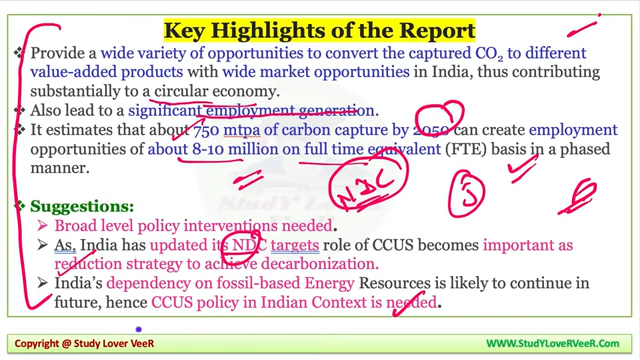 Key Highlights of the Report
Provide a wide variety of opportunities to convert the captured CO₂ to different
value-added products with wide market opportunities in India, thus contributing
substantially to a circular economy.
Also lead to a significant employment generation.
It estimates that about 750 mtpa of carbon capture by 2050 can create employment
opportunities of about 8-10 million on full time equivalent (FTE) basis in a phased
manner.
NDC
5
Suggestions:
Broad level policy interventions needed.
As. India has updated its NDC targets role of CCUS becomes important as
reduction strategy to achieve decarbonization.
India's dependency on fossil-based Energy Resources is likely to continue in
future, hence CCUS policy in Indian Context is needed.
Copyright @ Study Lover VeeR
WWW.StudyLoveRVeeR.Com